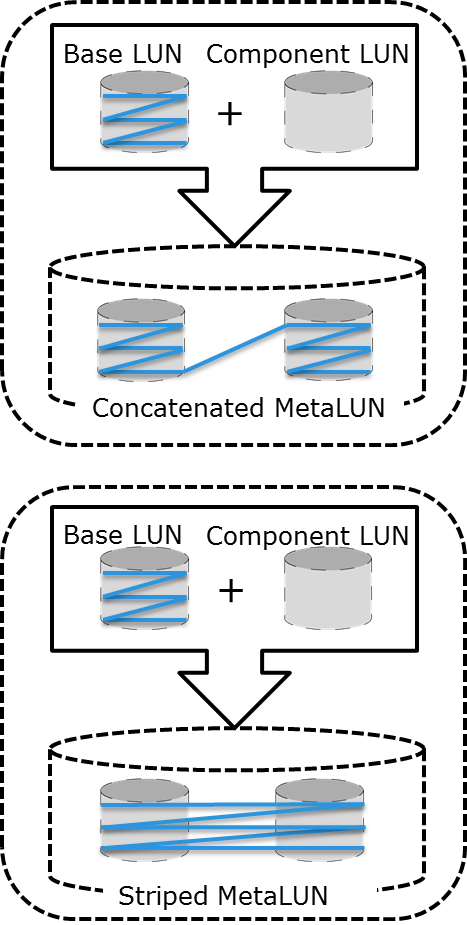 Base LUN Component LUN
+
Concatenated MetaLUN
Base LUN Component LUN
+
Striped MetaLUN